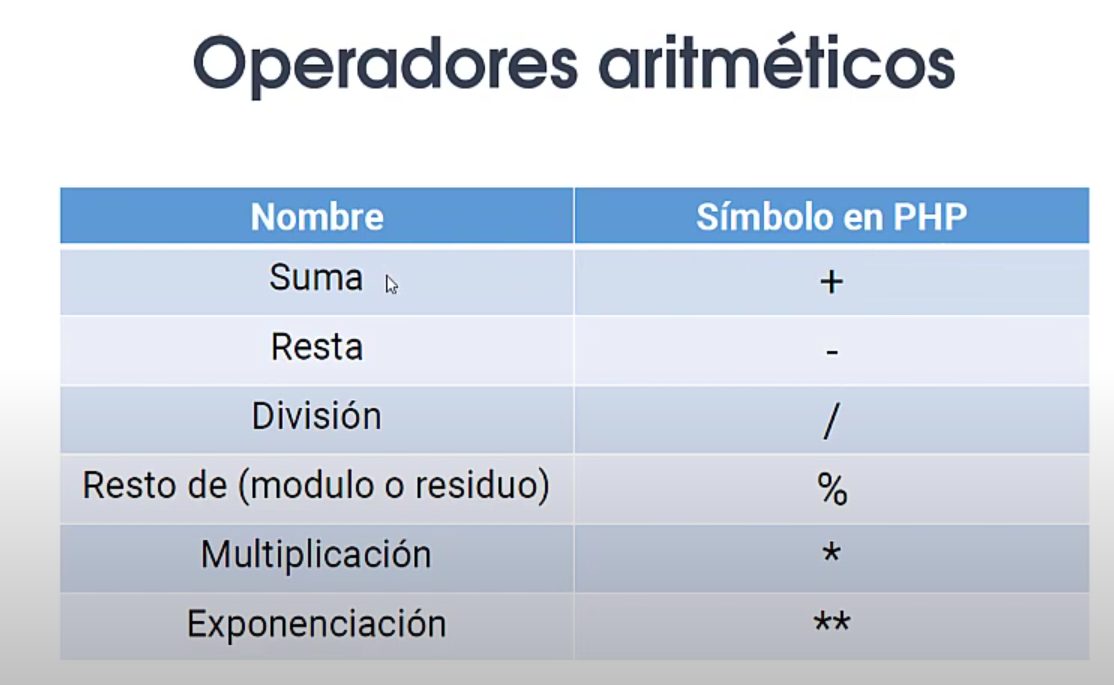 Operadores aritméticos
Nombre Símbolo en PHP
Suma +
Resta -
División /
Resto de (modulo o residuo) %
Multiplicación *
Exponenciación **